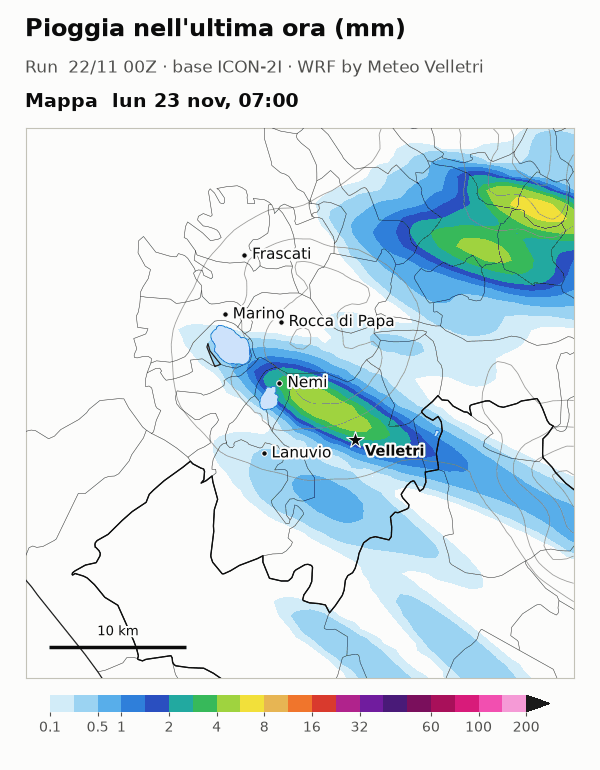 Pioggia nell'ultima ora (mm)
Run  22/11 00Z · base ICON-2I · WRF by Meteo Velletri
Mappa  lun 23 nov, 07:00
Frascati
Marino
Rocca di Papa
Nemi
Velletri
Lanuvio
10 km
0.1 0.5 1 2 4 8 16 32 60 100 200